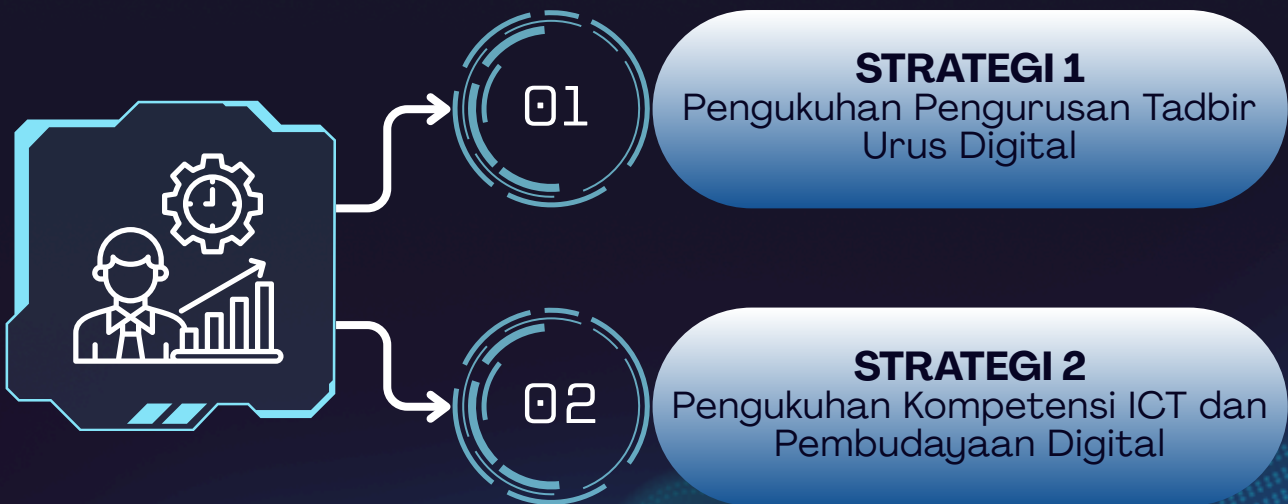 01
STRATEGI 1
Pengukuhan Pengurusan Tadbir
Urus Digital
02
STRATEGI 2
Pengukuhan Kompetensi ICT dan
Pembudayaan Digital